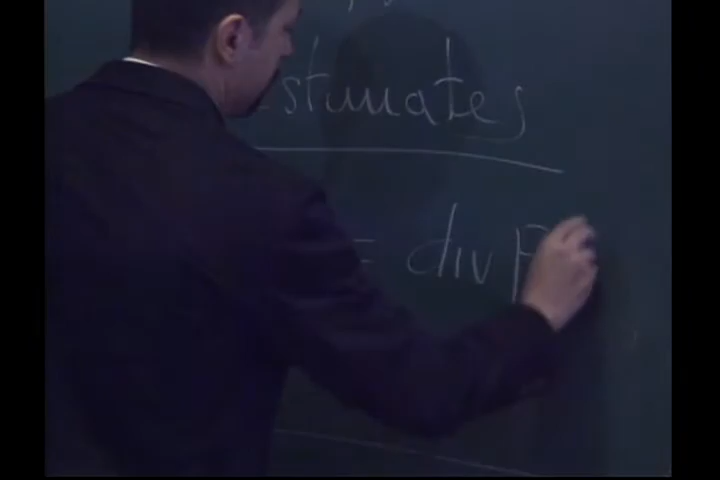 stimates
= div F